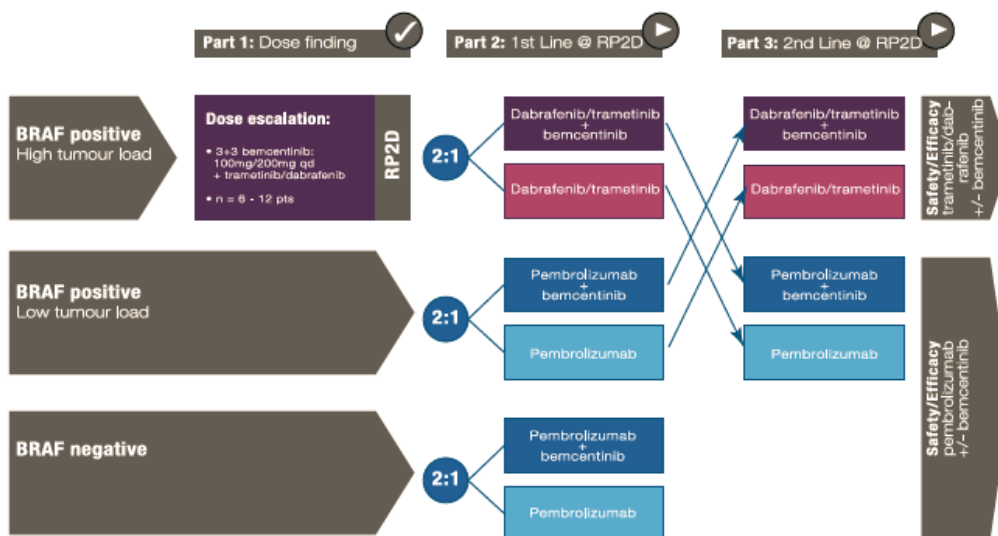 Part 1: Dose finding
Part 2: 1st Line @ RP2D
Part 3: 2nd Line @ RP2D
BRAF positive
High tumour load
Dose escalation:
• 3+3 bemcentinib:
100mg/200mg qd
+ trametinib/dabrafenib
• n = 6 - 12 pts
RP2D
2:1
Dabrafenib/trametinib
+
bemcentinib
Dabrafenib/trametinib
Dabrafenib/trametinib
+
bemcentinib
Dabrafenib/trametinib
Safety/Efficacy
trametinib/dab-
rafenib
+/- bemcentinib
BRAF positive
Low tumour load
2:1
Pembrolizumab
+
bemcentinib
Pembrolizumab
Pembrolizumab
+
bemcentinib
Pembrolizumab
Safety/Efficacy
pembrolizumab
+/- bemcentinib
BRAF negative
2:1
Pembrolizumab
+
bemcentinib
Pembrolizumab